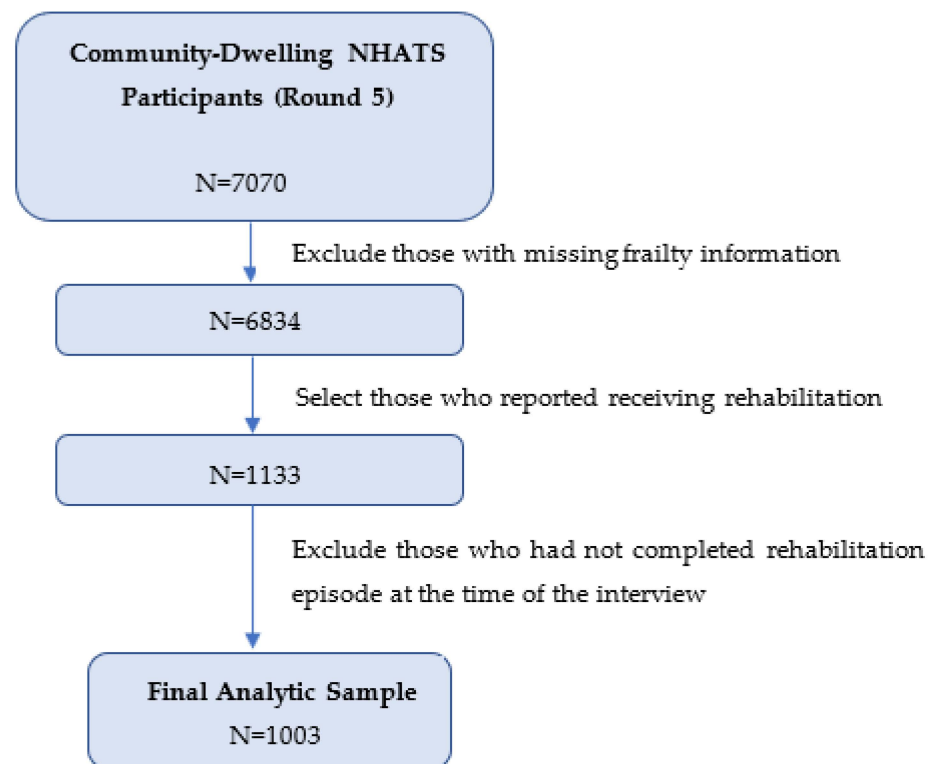 Community-Dwelling NHATS
Participants (Round 5)
N=7070
Exclude those with missing frailty information
N=6834
Select those who reported receiving rehabilitation
N=1133
Exclude those who had not completed rehabilitation
episode at the time of the interview
Final Analytic Sample
N=1003